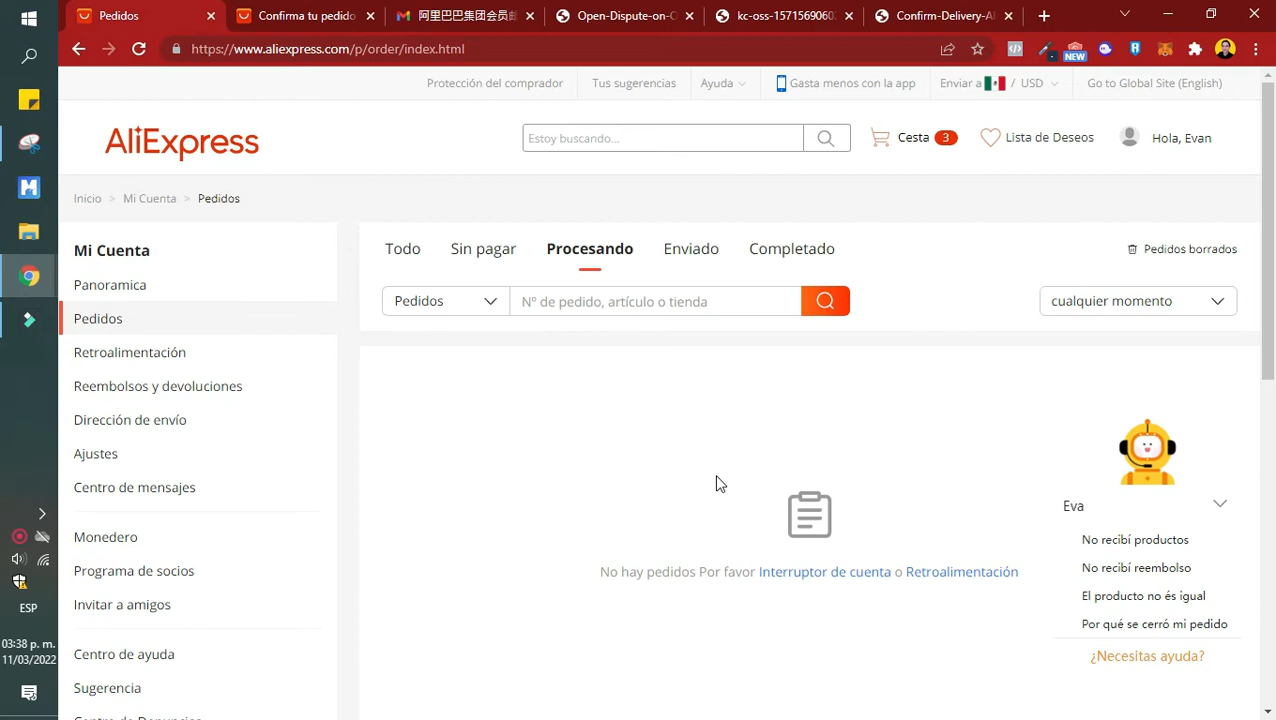 Pedidos
Confirma tu pedido
阿里巴巴集团会员邮
Open-Dispute-on-
kc-oss-1571569060
Confirm-Delivery-A
https://www.aliexpress.com/p/order/index.html
NEW
Protección del comprador
Tus sugerencias
Ayuda
Gasta menos con la app
Enviar a / USD
Go to Global Site (English)
AliExpress
Estoy buscando...
Cesta 3
Lista de Deseos
Hola, Evan
Inicio > Mi Cuenta > Pedidos
Mi Cuenta
Panoramica
Pedidos
Retroalimentación
Reembolsos y devoluciones
Dirección de envío
Ajustes
Centro de mensajes
Monedero
Programa de socios
Invitar a amigos
Centro de ayuda
Sugerencia
Centro de Denuncias
Todo
Sin pagar
Procesando
Enviado
Completado
Pedidos borrados
Pedidos
N° de pedido, artículo o tienda
cualquier momento
No hay pedidos Por favor Interruptor de cuenta o Retroalimentación
Eva
No recibí productos
No recibí reembolso
El producto no és igual
Por qué se cerró mi pedido
¿Necesitas ayuda?
ESP
03:38 p. m.
11/03/2022